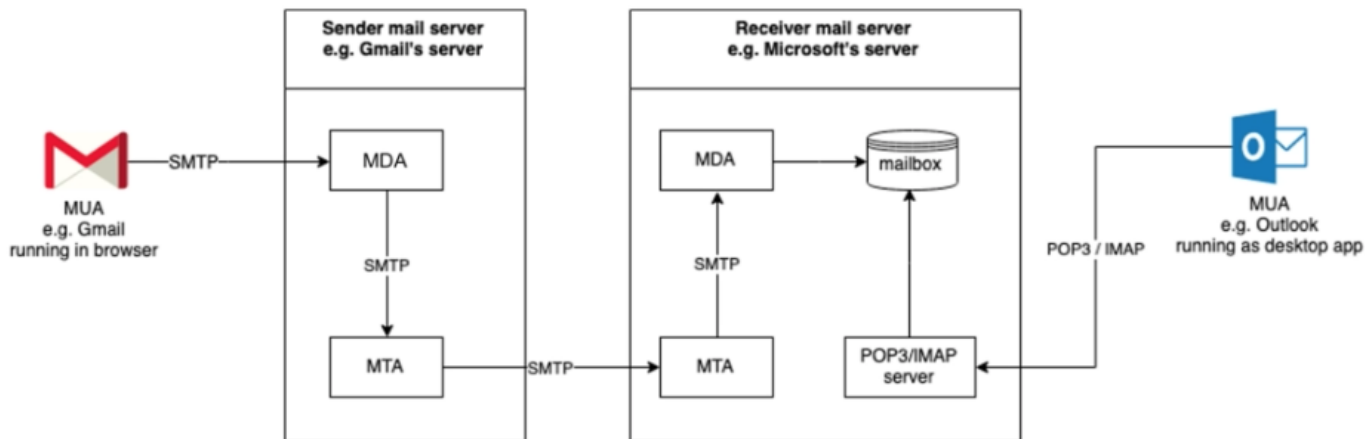 Sender mail server
e.g. Gmail's server
Receiver mail server
e.g. Microsoft's server
SMTP
MDA
MDA
mailbox
O
MUA
e.g. Gmail
running in browser
MUA
e.g. Outlook
running as desktop app
POP3 / IMAP
SMTP
SMTP
MTA
SMTP
MTA
POP3/IMAP
server